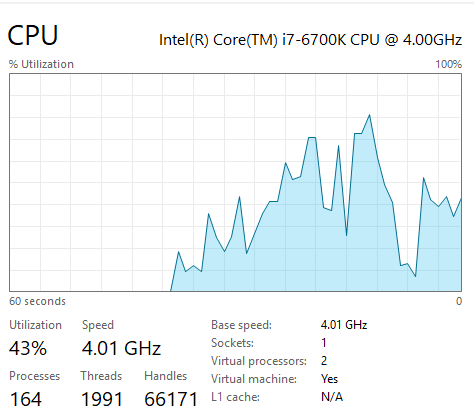 CPU Intel(R) Core(TM) i7-6700K CPU @ 4.00GHz
% Utilization 100%
60 seconds 0
Utilization Speed Base speed: 4.01 GHz
43% 4.01 GHz Sockets: 1
Virtual processors: 2
Processes Threads Handles Virtual machine: Yes
164 1991 66171 L1 cache: N/A